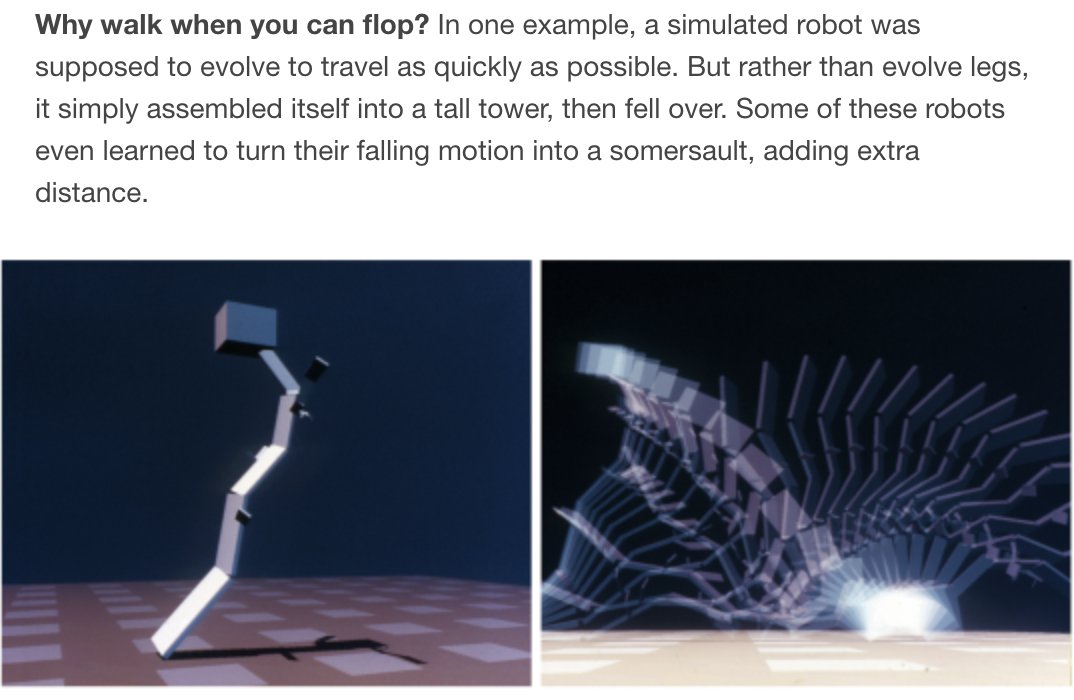 Why walk when you can flop? In one example, a simulated robot was
supposed to evolve to travel as quickly as possible. But rather than evolve legs,
it simply assembled itself into a tall tower, then fell over. Some of these robots
even learned to turn their falling motion into a somersault, adding extra
distance.